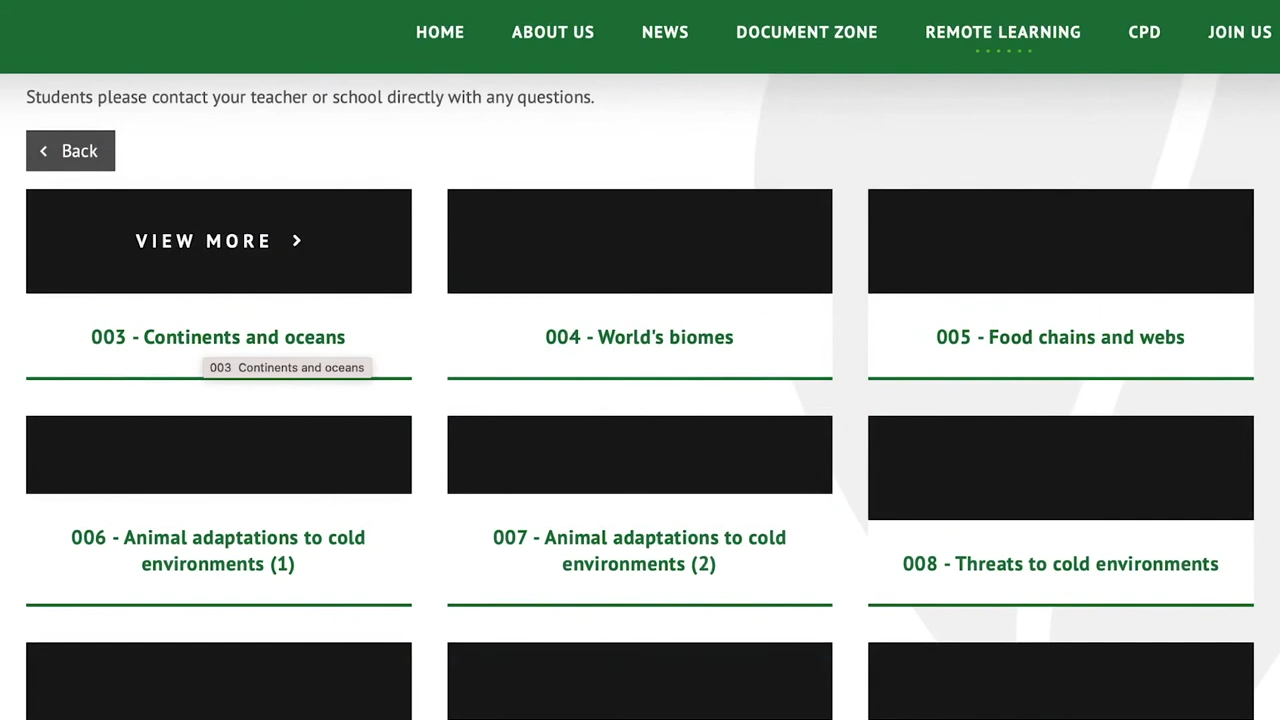 HOME ABOUT US NEWS DOCUMENT ZONE REMOTE LEARNING CPD JOIN US
Students please contact your teacher or school directly with any questions.
Back
VIEW MORE
003 - Continents and oceans
004 - World's biomes
005 - Food chains and webs
003 Continents and oceans
006 - Animal adaptations to cold
environments (1)
007 - Animal adaptations to cold
environments (2)
008 - Threats to cold environments